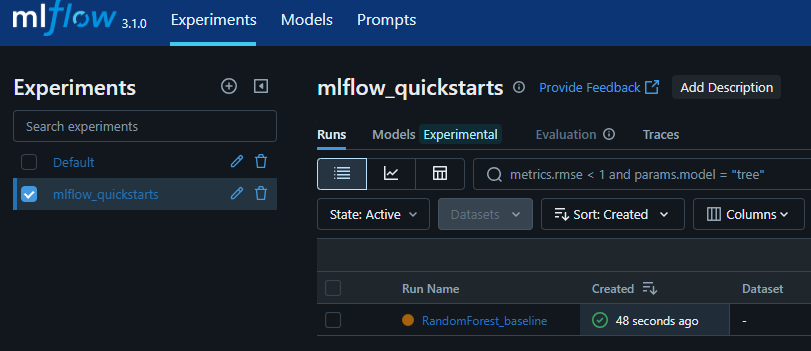 mlflow 3.1.0 Experiments Models Prompts
Experiments
Search experiments
Default
mlflow_quickstarts
mlflow_quickstarts Provide Feedback Add Description
Runs Models Experimental Evaluation Traces
metrics.rmse < 1 and params.model = "tree"
State: Active Datasets Sort: Created Columns
Run Name Created Dataset
RandomForest_baseline 48 seconds ago -